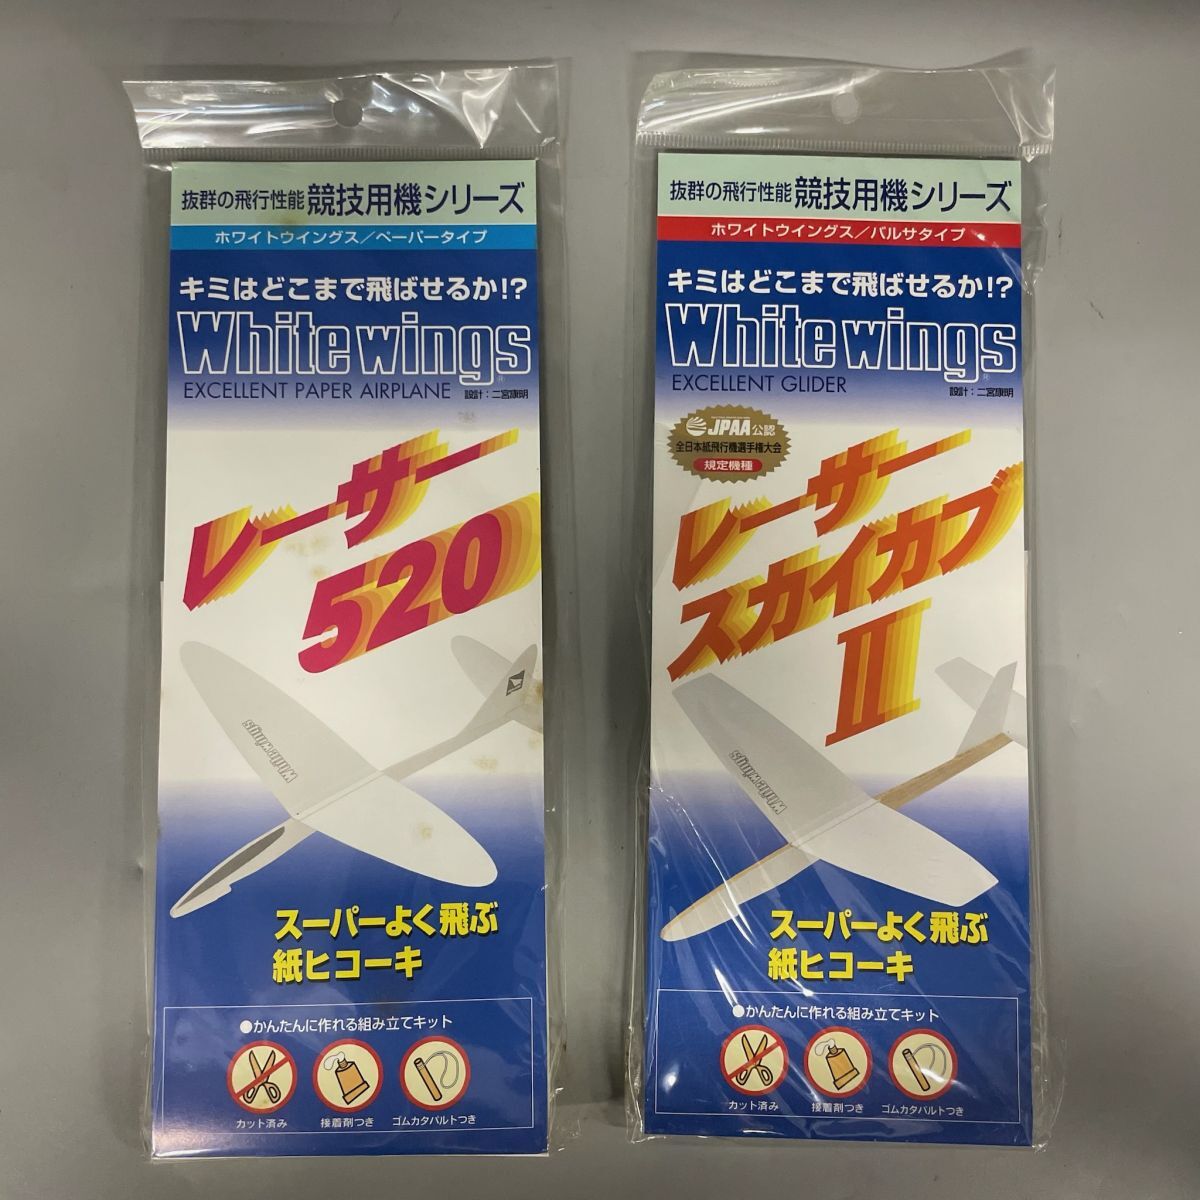 抜群の飛行性能 競技用機シリーズ
ホワイトウイングス／ペーパータイプ
キミはどこまで飛ばせるか!?
Whitewings®
EXCELLENT PAPER AIRPLANE 設計：二宮康明
レーサー
520
White Wings
スーパーよく飛ぶ
紙ヒコーキ
●かんたんに作れる組み立てキット
カット済み 接着剤つき ゴムカタパルトつき
抜群の飛行性能 競技用機シリーズ
ホワイトウイングス／バルサタイプ
キミはどこまで飛ばせるか!?
Whitewings®
EXCELLENT GLIDER 設計：二宮康明
JPAA公認
全日本紙飛行機選手権大会
規定機種
レーサー
スカイカブ
II
White Wings
スーパーよく飛ぶ
紙ヒコーキ
●かんたんに作れる組み立てキット
カット済み 接着剤つき ゴムカタパルトつき